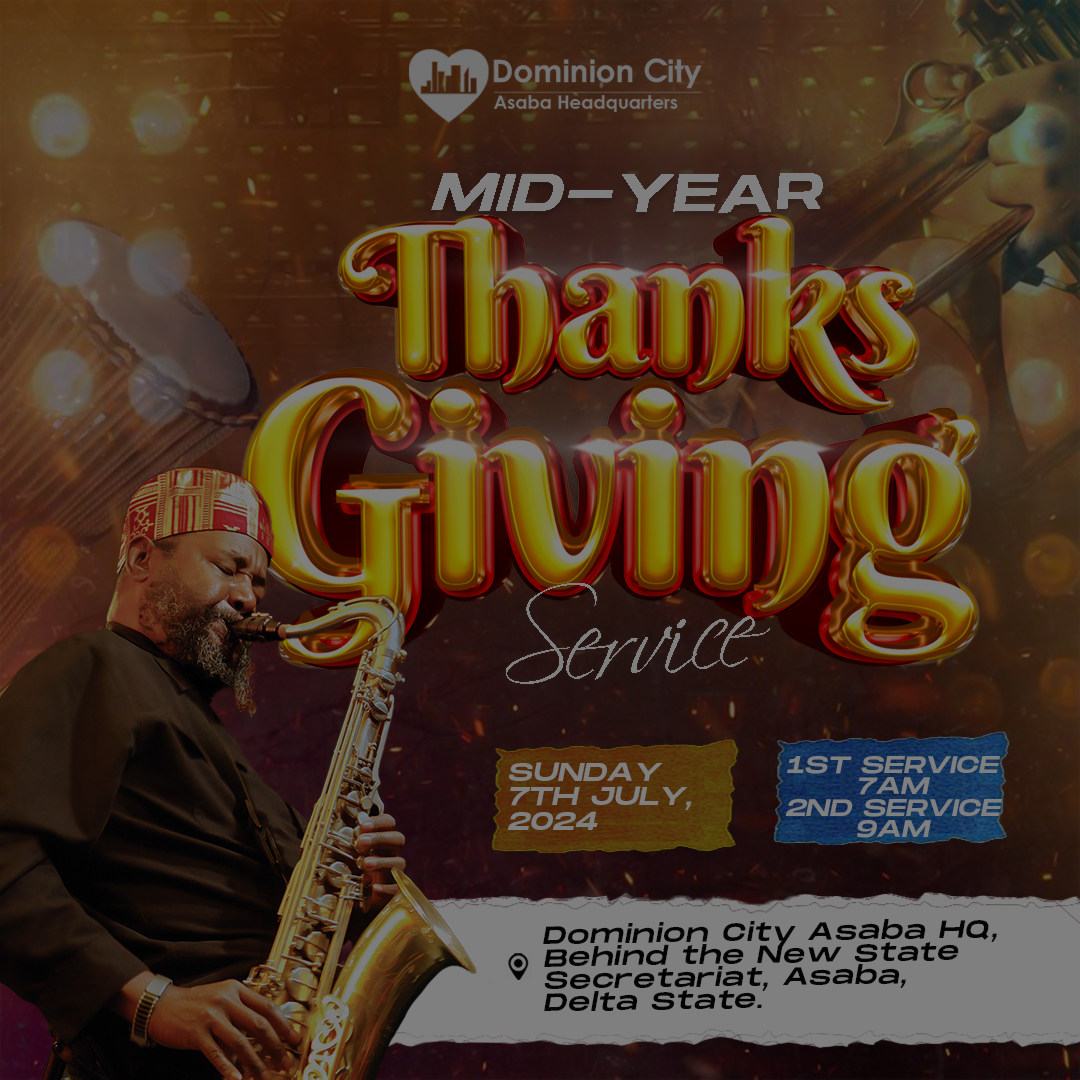 Dominion City
Asaba Headquarters
MID-YEAR
Thanks
Giving
Service
SUNDAY
7TH JULY,
2024
1ST SERVICE
7AM
2ND SERVICE
9AM
Dominion City Asaba HQ,
Behind the New State
Secretariat, Asaba,
Delta State.